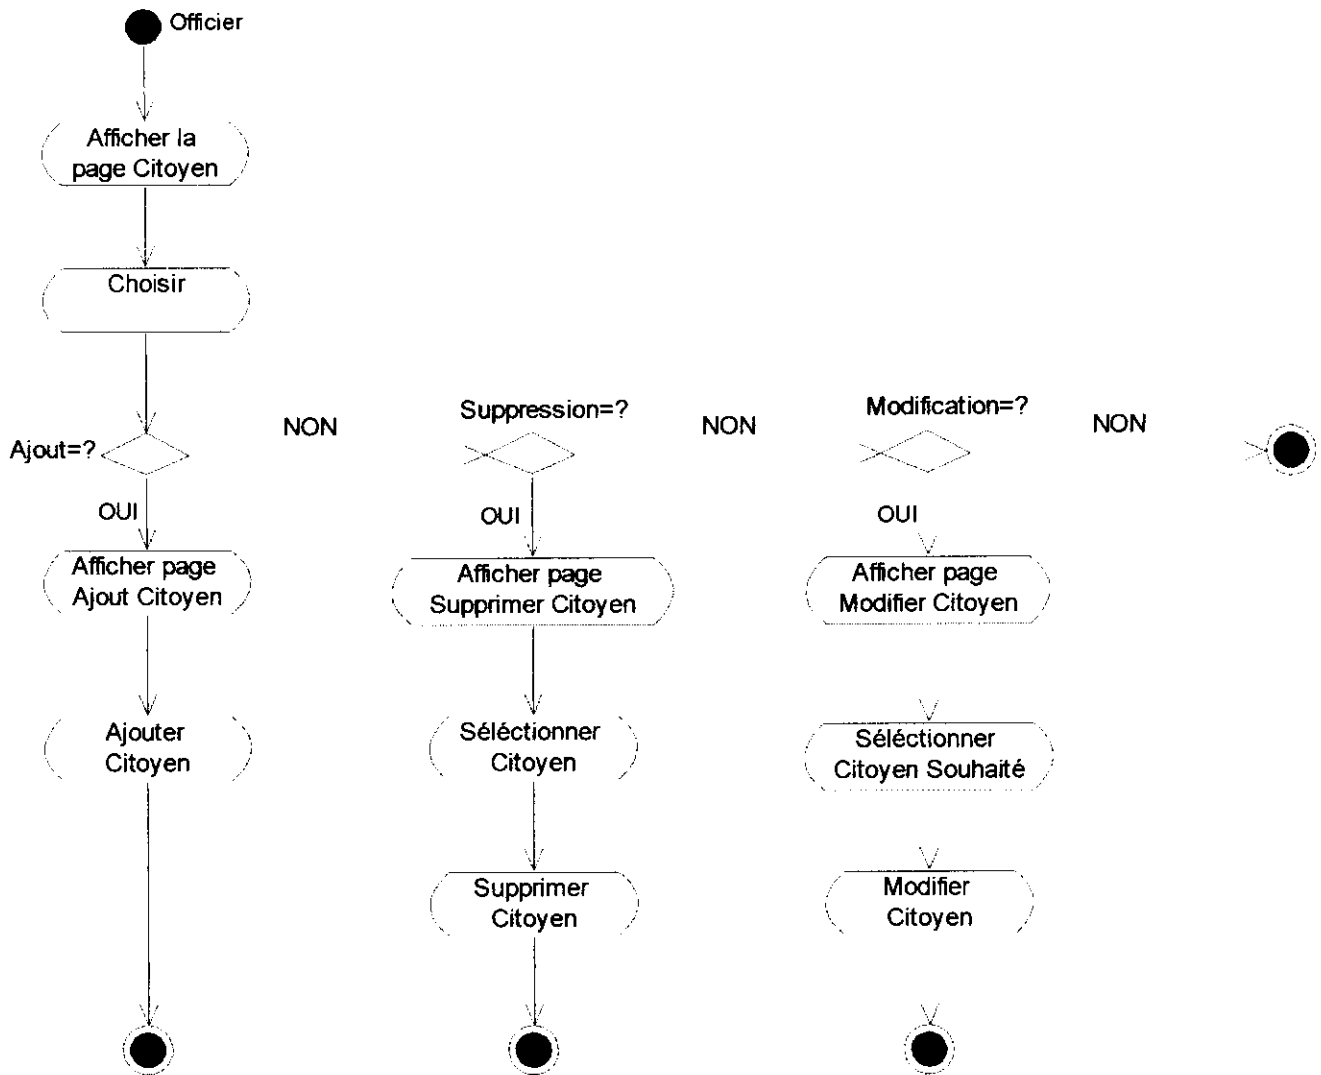 Officier
Afficher la
page Citoyen
Choisir
Ajout=?
NON
Suppression=?
NON
Modification=?
NON
OUI
OUI
OUI
Afficher page
Ajout Citoyen
Afficher page
Supprimer Citoyen
Afficher page
Modifier Citoyen
Ajouter
Citoyen
Séléctionner
Citoyen
Séléctionner
Citoyen Souhaité
Supprimer
Citoyen
Modifier
Citoyen